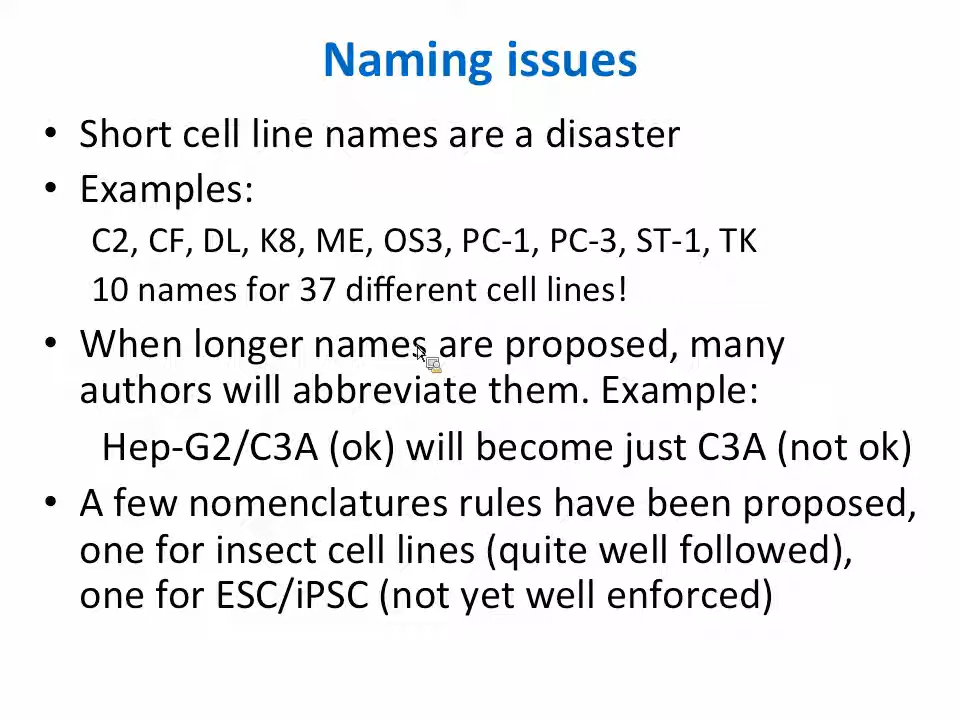 Naming issues
• Short cell line names are a disaster
• Examples:
C2, CF, DL, K8, ME, OS3, PC-1, PC-3, ST-1, TK
10 names for 37 different cell lines!
• When longer names are proposed, many
authors will abbreviate them. Example:
Hep-G2/C3A (ok) will become just C3A (not ok)
• A few nomenclatures rules have been proposed,
one for insect cell lines (quite well followed),
one for ESC/iPSC (not yet well enforced)